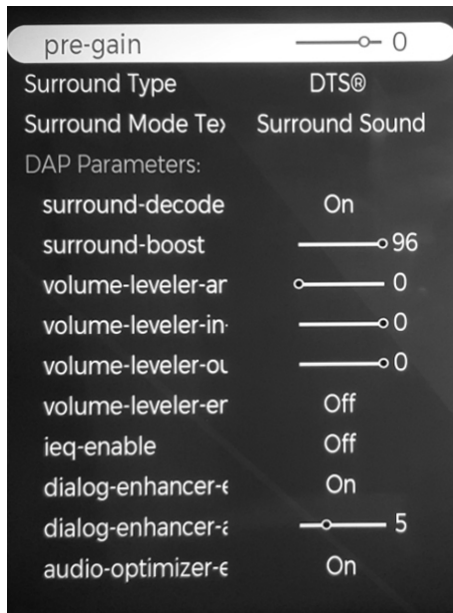 pre-gain 0
Surround Type DTS®
Surround Mode Tex Surround Sound
DAP Parameters:
surround-decode On
surround-boost 96
volume-leveler-ar 0
volume-leveler-in- 0
volume-leveler-ou 0
volume-leveler-er Off
ieq-enable Off
dialog-enhancer-e On
dialog-enhancer-a 5
audio-optimizer-e On